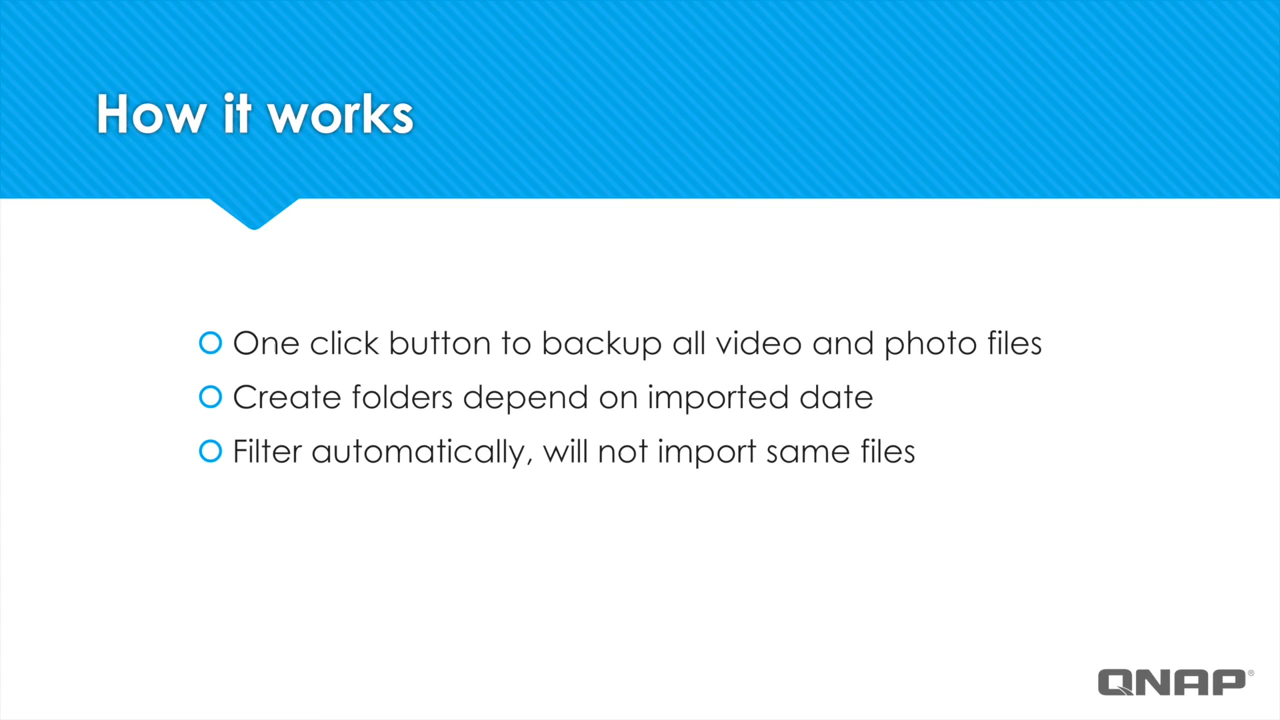 How it works
One click button to backup all video and photo files
Create folders depend on imported date
Filter automatically, will not import same files
QNAP®